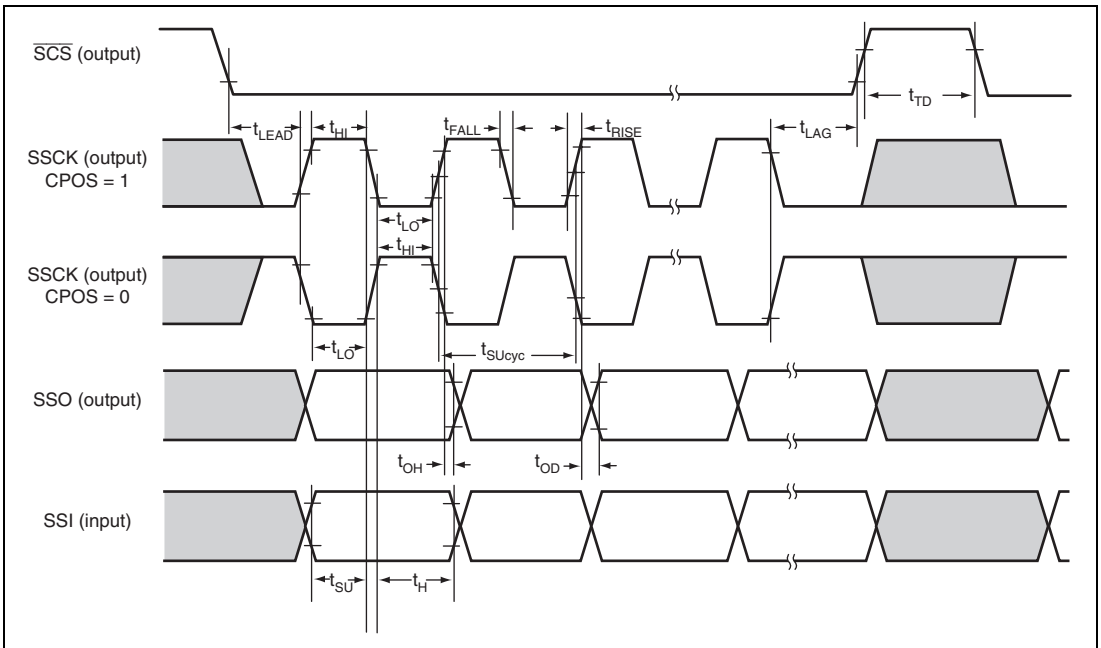 SCS (output)
tTD
tLEAD
tHI
tFALL
tRISE
tLAG
SSCK (output)
CPOS = 1
tLO
tHI
SSCK (output)
CPOS = 0
tLO
tSUcyc
SSO (output)
tOH
tOD
SSI (input)
tSU
tH